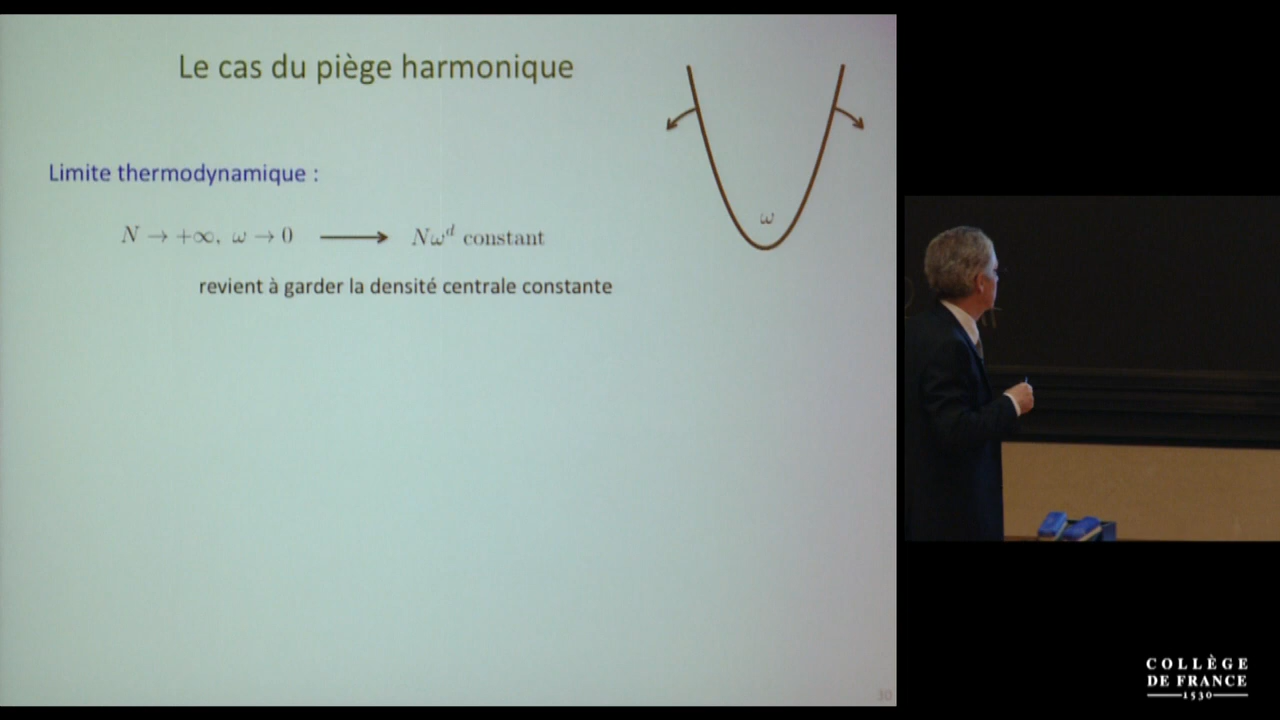 Le cas du piège harmonique
Limite thermodynamique :
N → +∞, ω → 0 ⟶ Nω^d constant
revient à garder la densité centrale constante
ω
30
COLLÈGE
DE FRANCE
1530